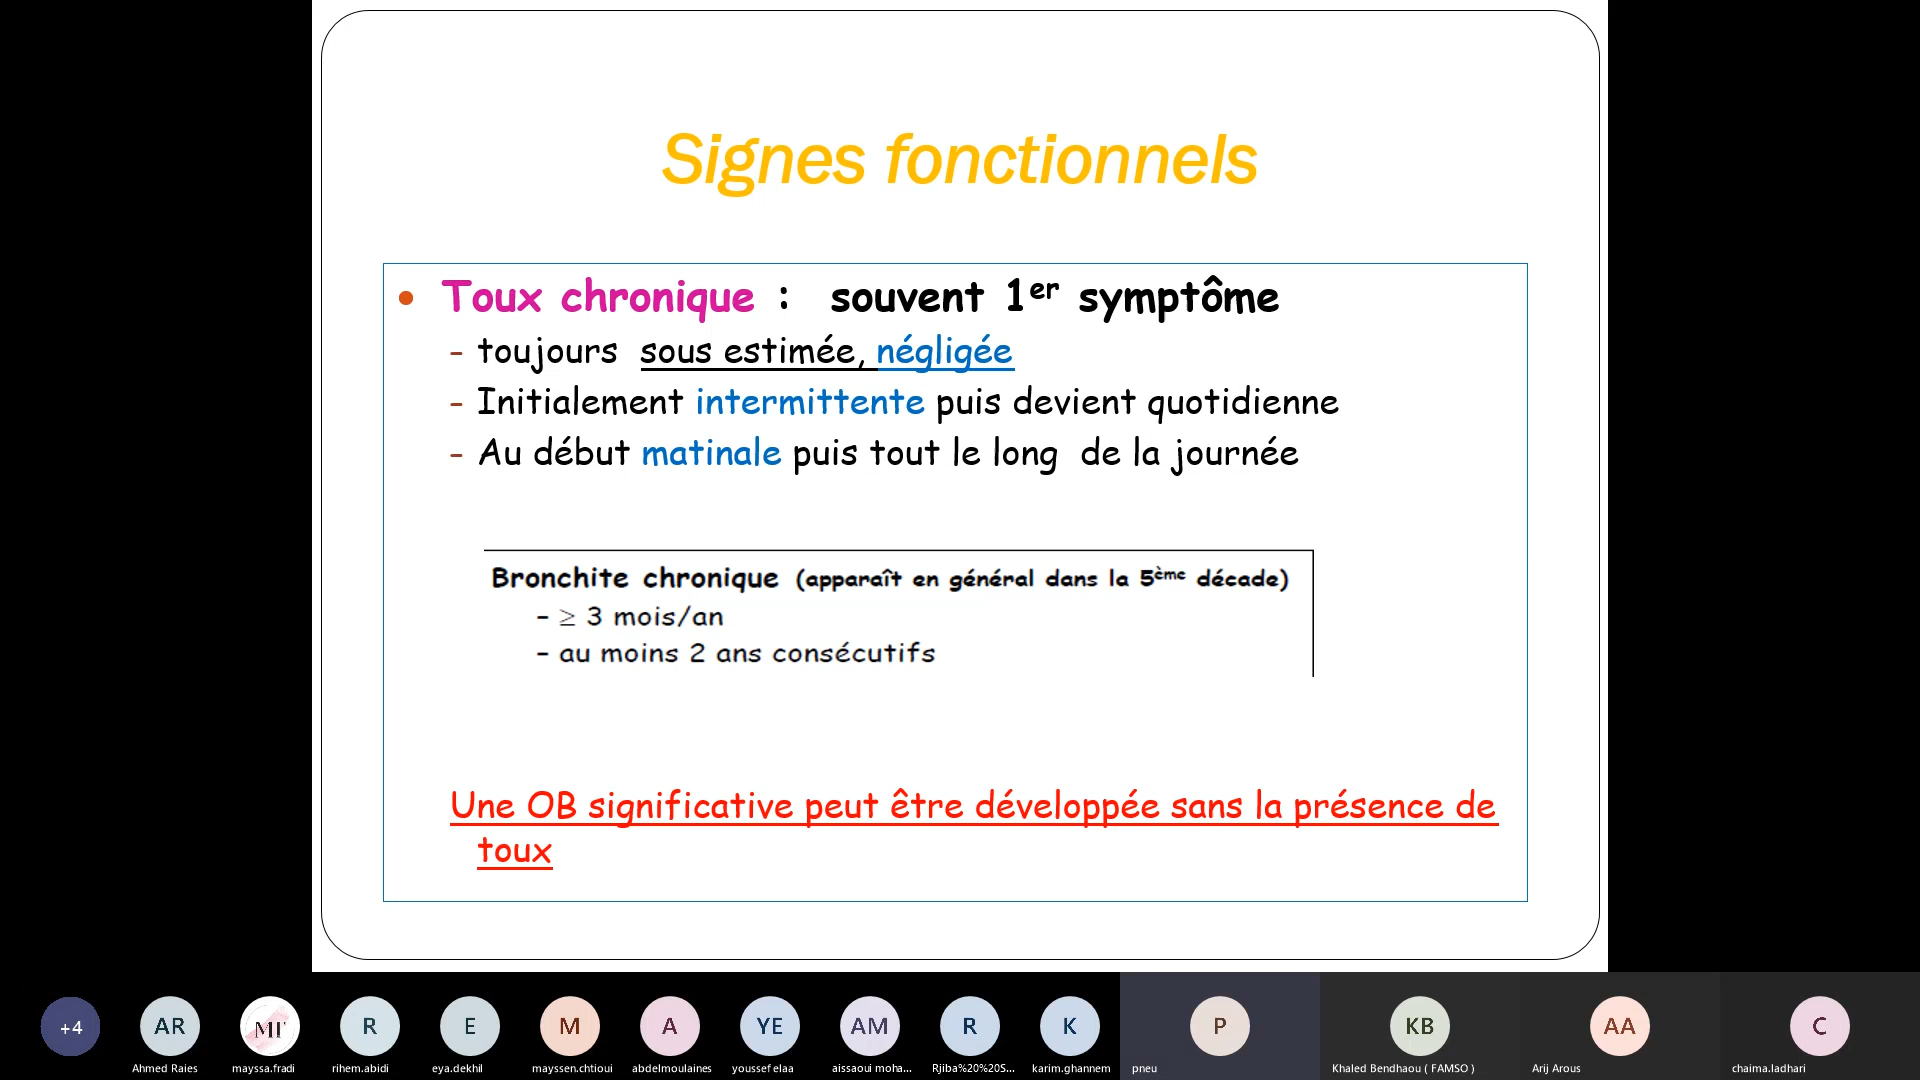 Signes fonctionnels
• Toux chronique : souvent 1er symptôme
- toujours sous estimée, négligée
- Initialement intermittente puis devient quotidienne
- Au début matinale puis tout le long de la journée
Bronchite chronique (apparaît en général dans la 5ème décade)
- ≥ 3 mois/an
- au moins 2 ans consécutifs
Une OB significative peut être développée sans la présence de
toux
+4 AR MF R E M A YE AM R K P KB AA C
Ahmed Raies mayssa.fradi rihem.abidi eya.dekhil mayssen.chtioui abdelmoulaines youssef elaa aissaoui moha... Rjiba%20%20S... karim.ghannem pneu Khaled Bendhaou ( FAMSO ) Arij Arous chaima.ladhari